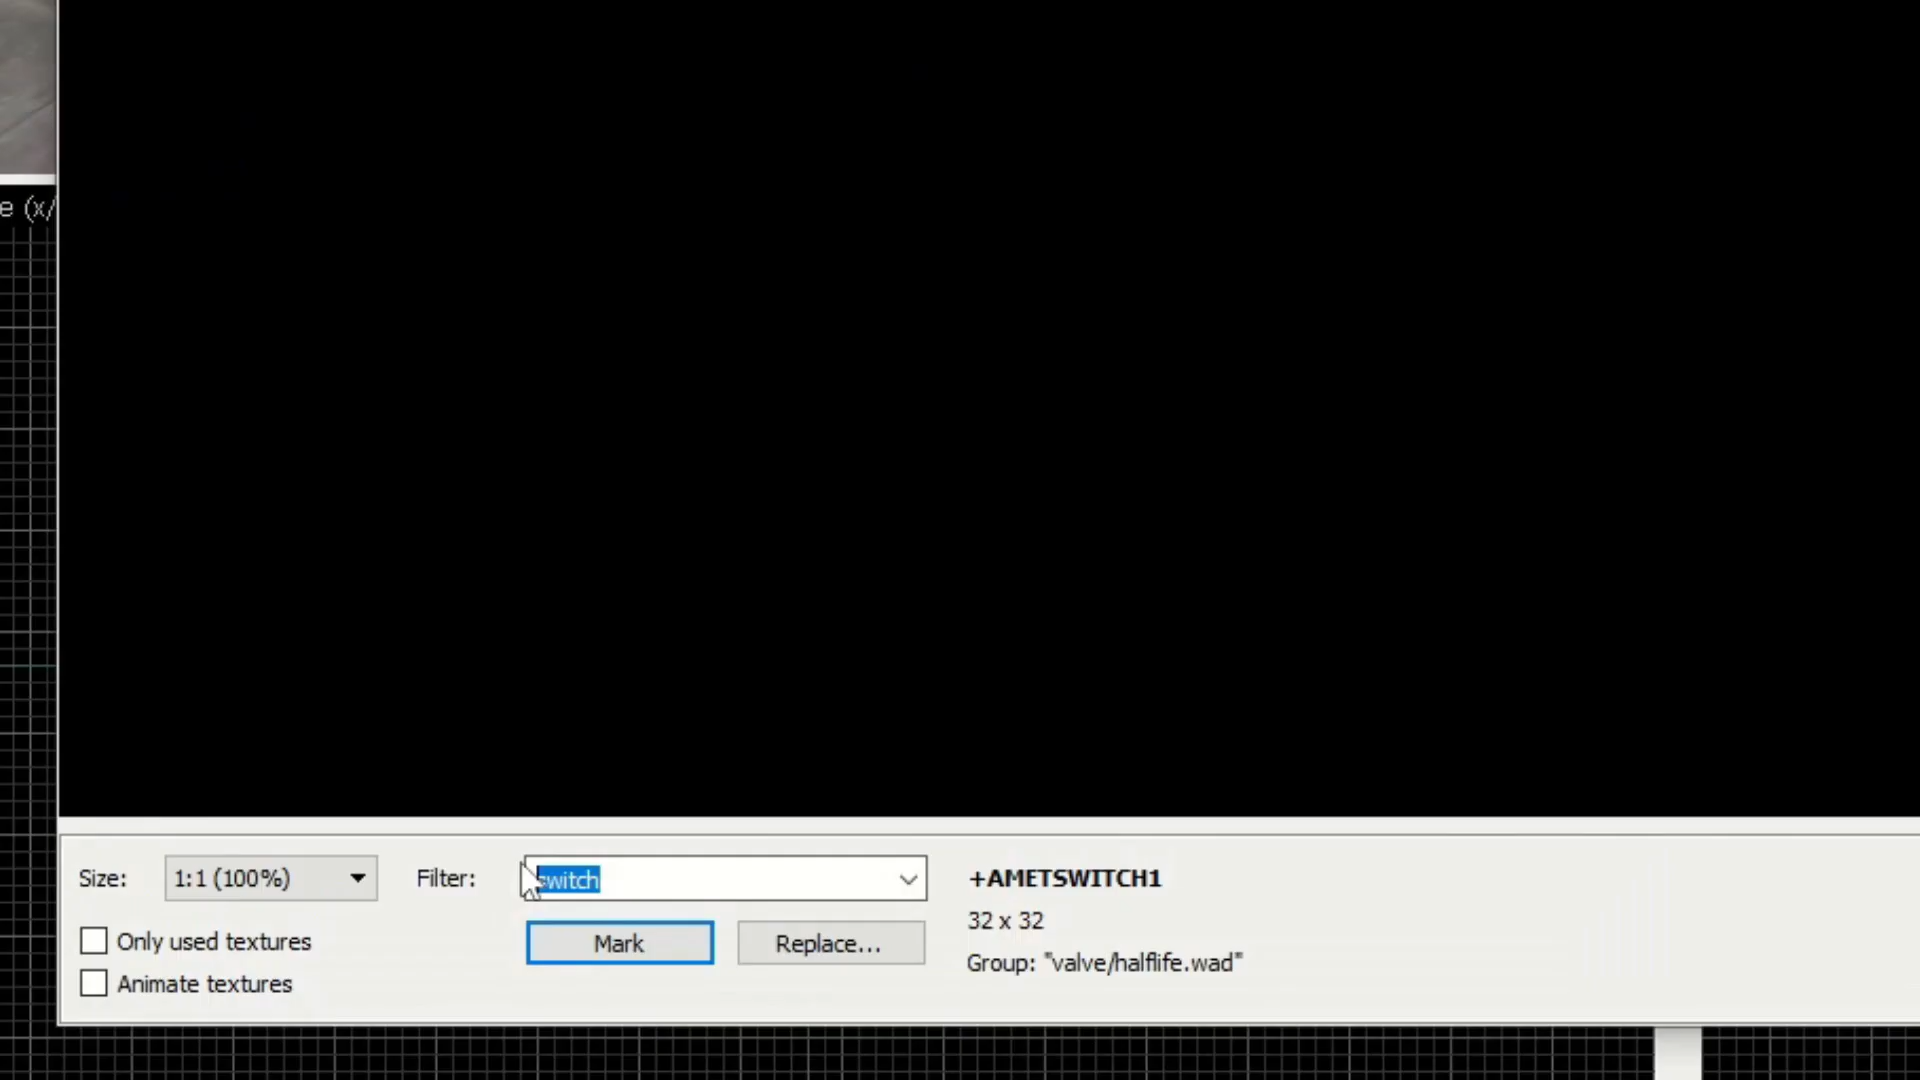 e (x/
Size: 1:1 (100%) Filter: switch +AMETSWITCH1
32 x 32
Only used textures Mark Replace... Group: "valve/halflife.wad"
Animate textures